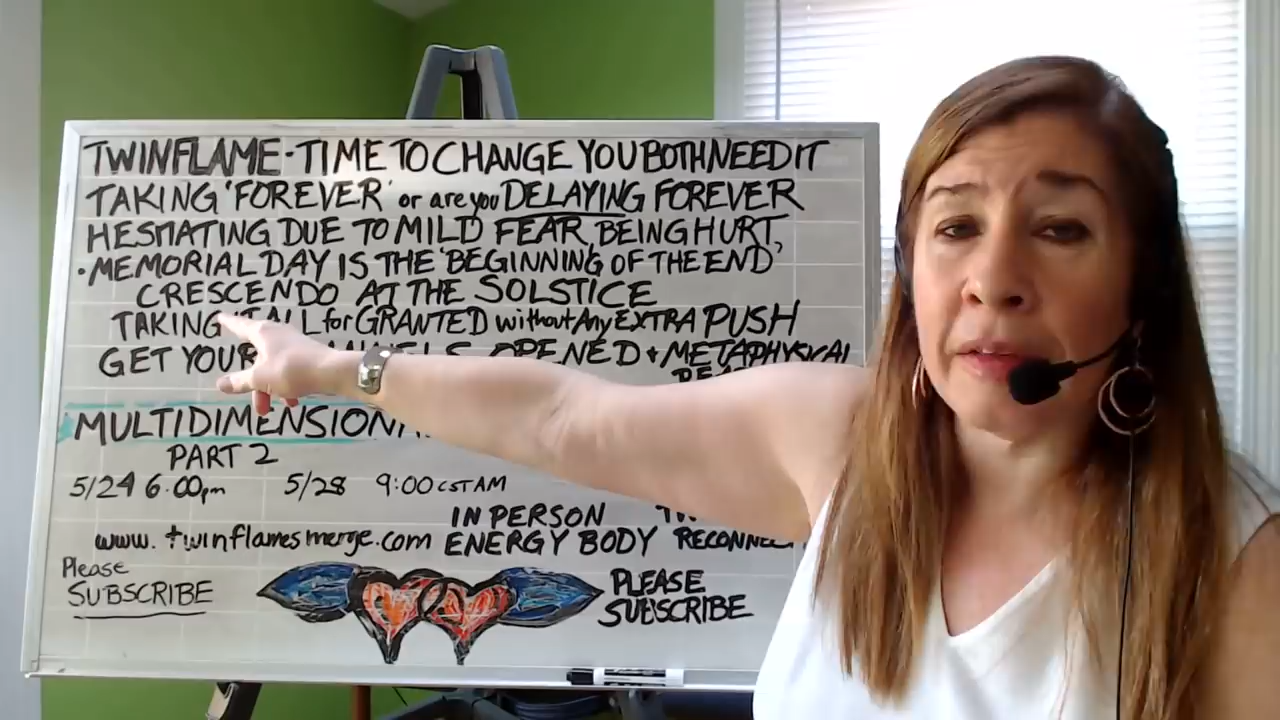 TWINFLAME - TIME TO CHANGE YOU BOTH NEED IT
TAKING 'FOREVER' or are you DELAYING FOREVER
HESITATING DUE TO MILD FEAR, BEING HURT,
• MEMORIAL DAY IS THE 'BEGINNING OF THE END'
CRESCENDO AT THE SOLSTICE
TAKING ALL for GRANTED without Any EXTRA PUSH
GET YOUR OPENED + METAPHYSICAL
MULTIDIMENSION
PART 2
5/24 6:00pm 5/28 9:00 CST AM
IN PERSON
www.twinflamesmerge.com ENERGY BODY
Please
SUBSCRIBE
PLEASE
SUBSCRIBE